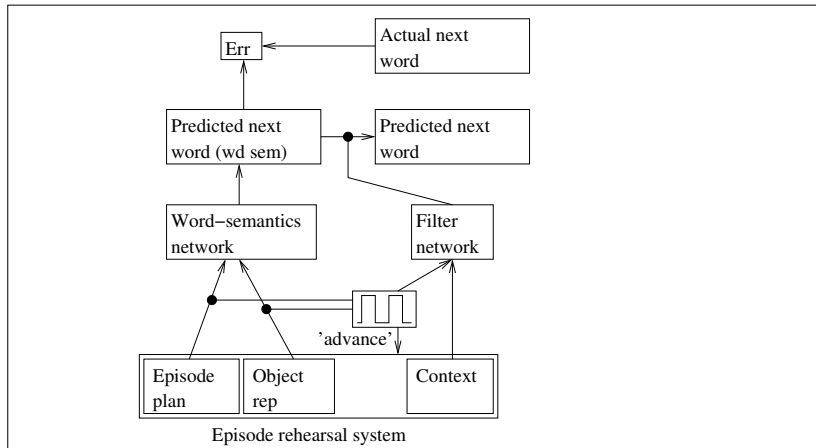 Err
Actual next
word
Predicted next
word (wd sem)
Predicted next
word
Word−semantics
network
Filter
network
’advance’
Episode
plan
Object
rep
Context
Episode rehearsal system